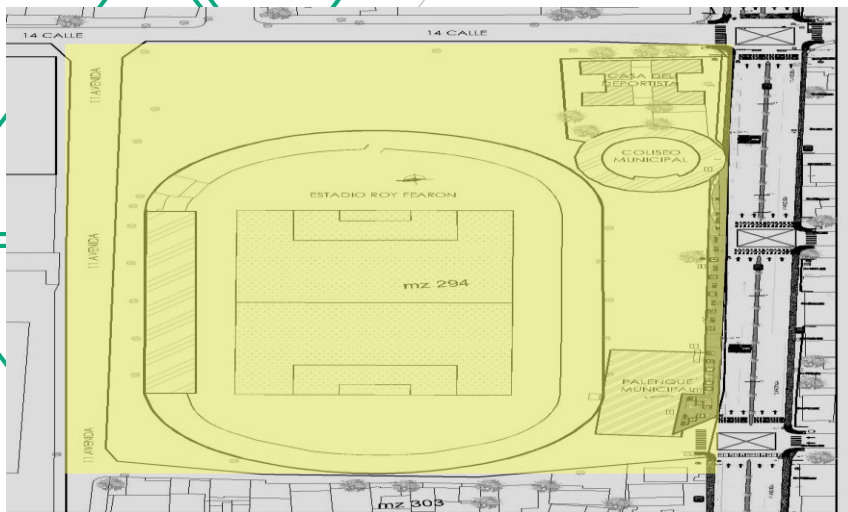 14 CALLE
14 CALLE
11 AVENIDA
CASA DEL
DEPORTISTA
COLISEO
MUNICIPAL
ESTADIO ROY FEARON
11 AVENIDA
mz 294
PALENQUE
MUNICIPAL
11 AVENIDA
mz 303